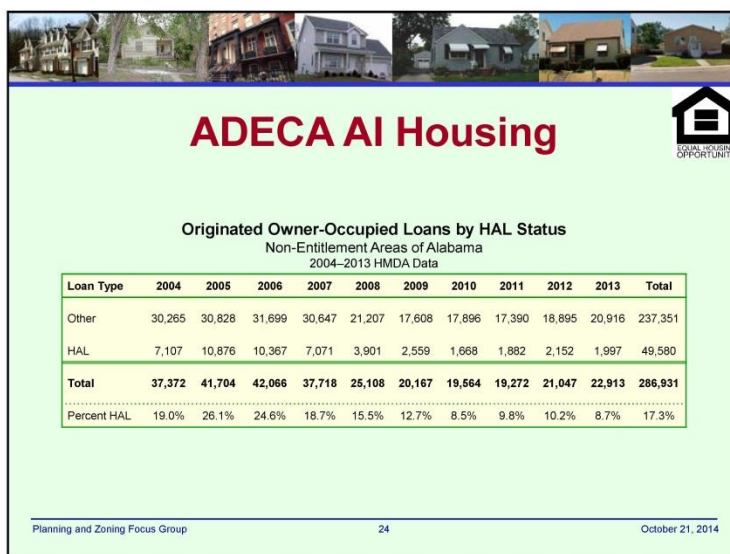 ADECA AI Housing
EQUAL HOUSING
OPPORTUNITY
Originated Owner-Occupied Loans by HAL Status
Non-Entitlement Areas of Alabama
2004–2013 HMDA Data
Loan Type 2004 2005 2006 2007 2008 2009 2010 2011 2012 2013 Total
Other 30,265 30,828 31,699 30,647 21,207 17,608 17,896 17,390 18,895 20,916 237,351
HAL 7,107 10,876 10,367 7,071 3,901 2,559 1,668 1,882 2,152 1,997 49,580
Total 37,372 41,704 42,066 37,718 25,108 20,167 19,564 19,272 21,047 22,913 286,931
Percent HAL 19.0% 26.1% 24.6% 18.7% 15.5% 12.7% 8.5% 9.8% 10.2% 8.7% 17.3%
Planning and Zoning Focus Group 24 October 21, 2014